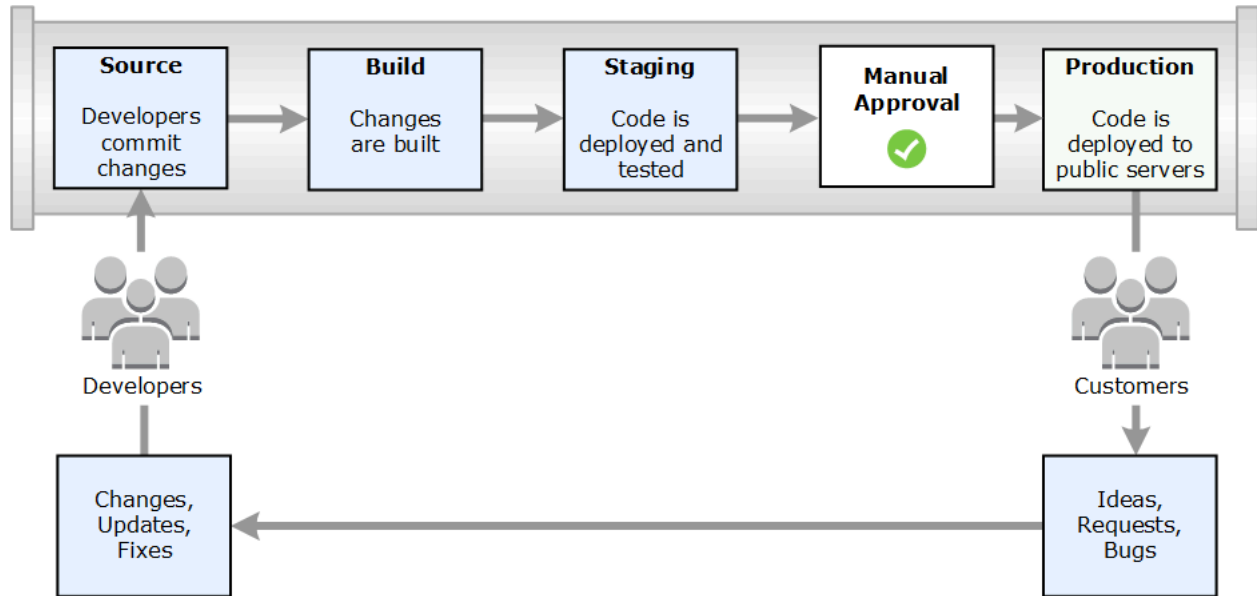 Source
Developers
commit
changes
Build
Changes
are built
Staging
Code is
deployed and
tested
Manual
Approval
Production
Code is
deployed to
public servers
Developers
Customers
Changes,
Updates,
Fixes
Ideas,
Requests,
Bugs